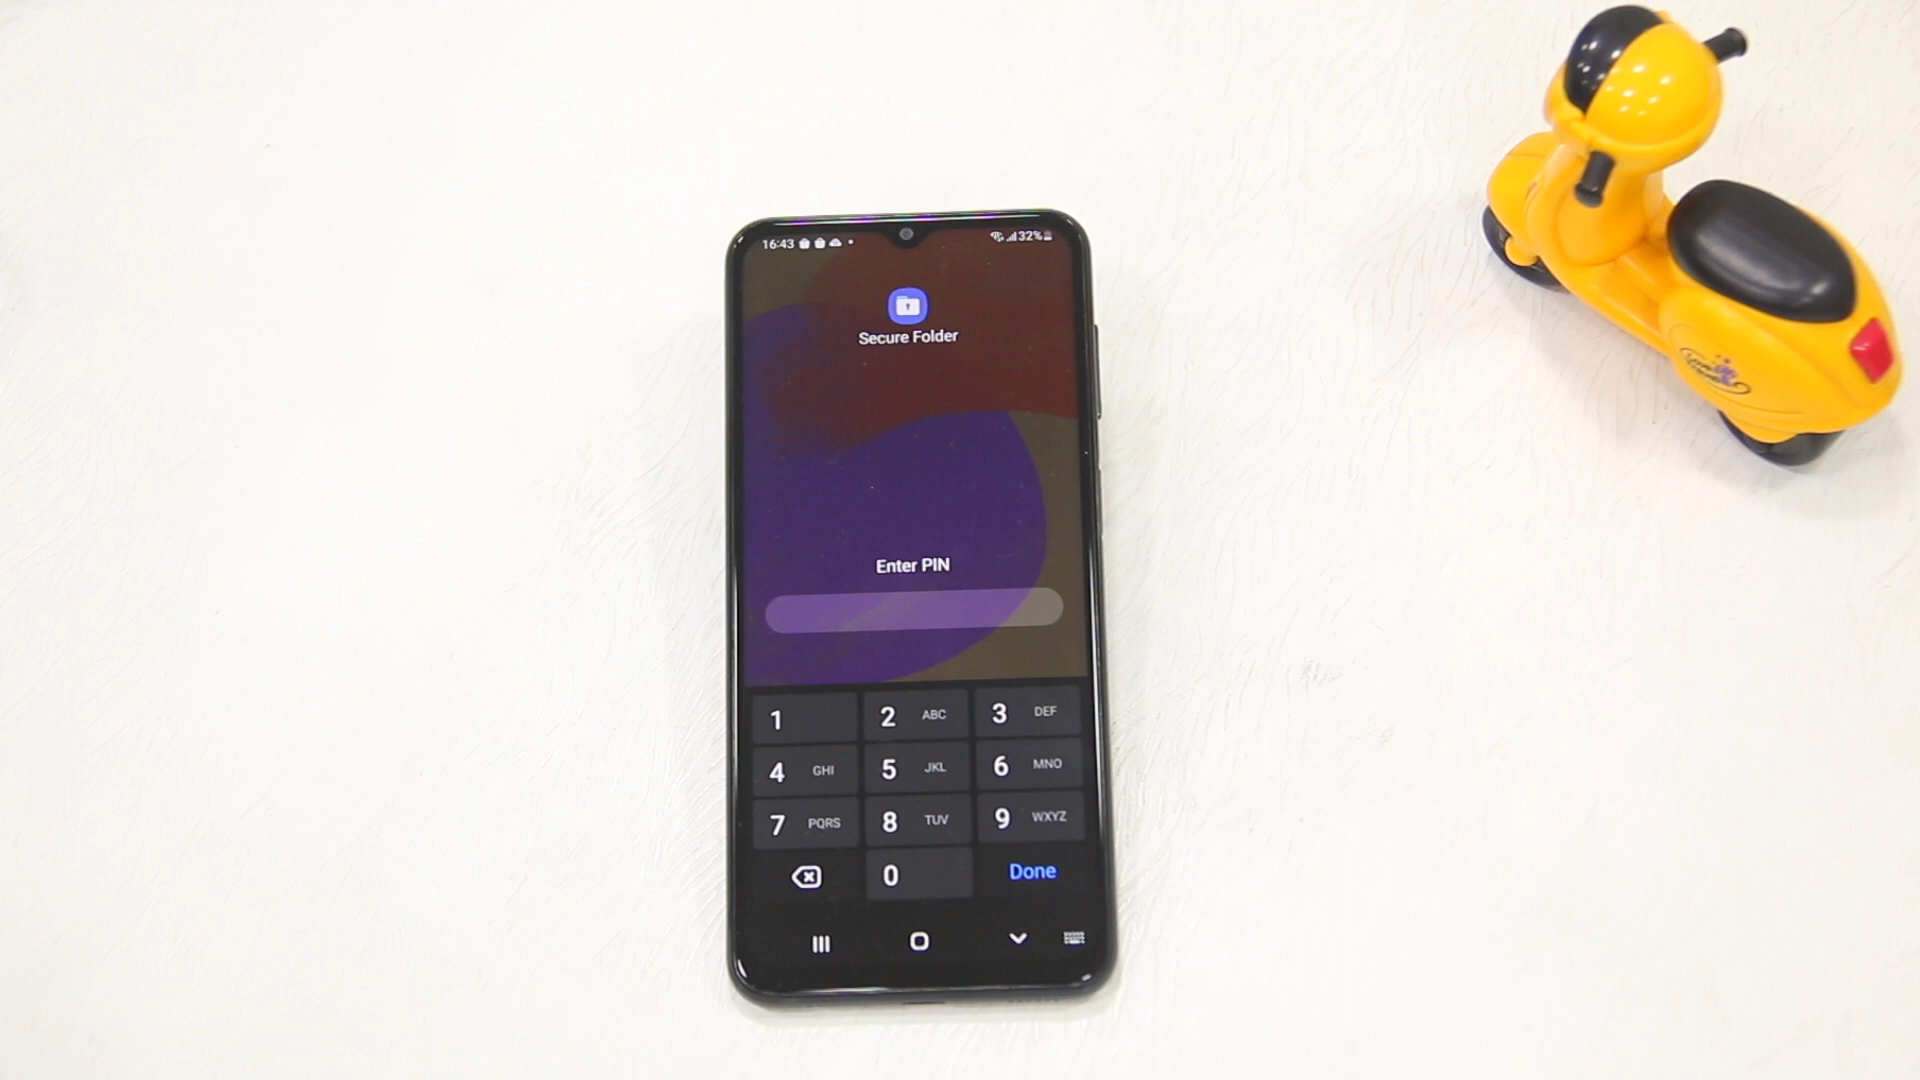 16:43 32%
Secure Folder
Enter PIN
1 2 ABC 3 DEF
4 GHI 5 JKL 6 MNO
7 PQRS 8 TUV 9 WXYZ
0 Done